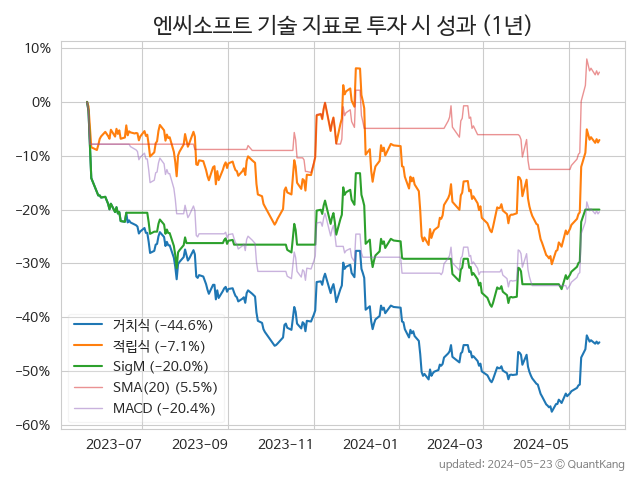 엔씨소프트 기술 지표로 투자 시 성과 (1년)
10%
0%
−10%
−20%
−30%
−40%
−50%
−60%
거치식 (−44.6%)
적립식 (−7.1%)
SigM (−20.0%)
SMA(20) (5.5%)
MACD (−20.4%)
2023−07
2023−09
2023−11
2024−01
2024−03
2024−05
updated: 2024−05−23 © QuantKang